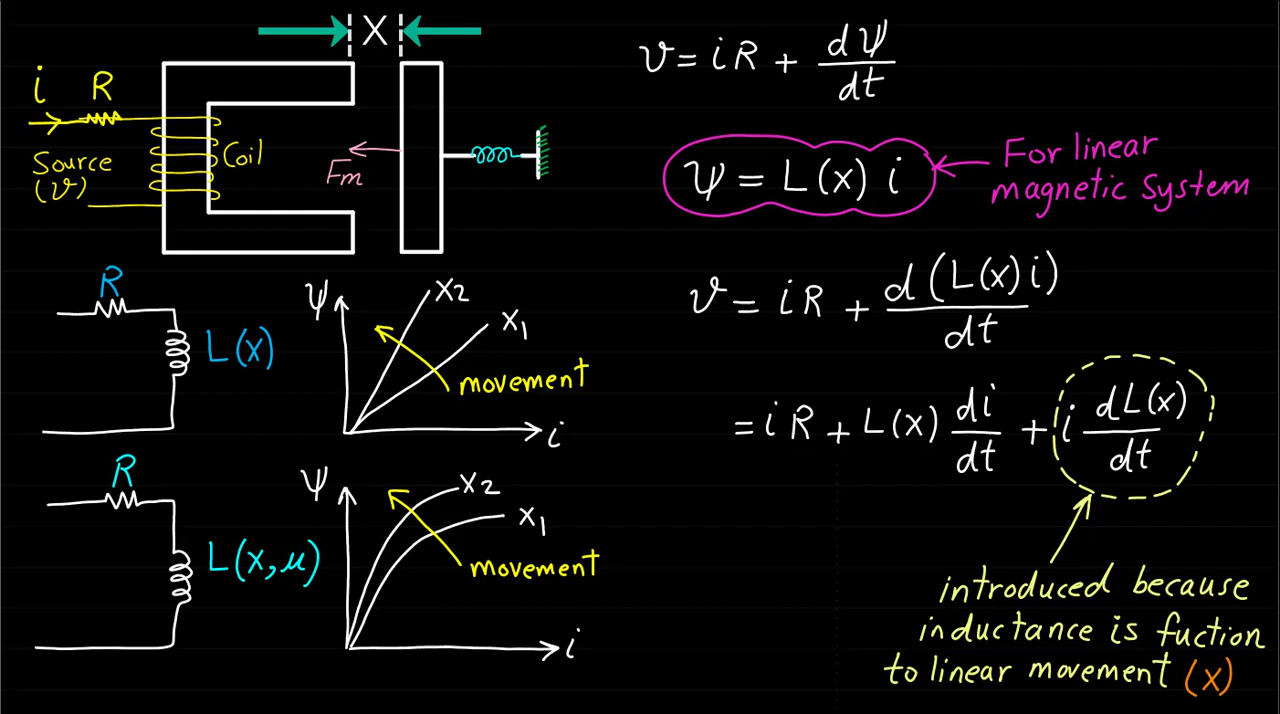 X
i R
Source
(v)
Coil
Fm
R
L(x)
ψ
x2
x1
movement
i
R
L(x,μ)
ψ
x2
x1
movement
i
v = iR + dψ/dt
ψ = L(x) i
For linear
magnetic System
v = iR + d(L(x)i)/dt
= iR + L(x) di/dt + i dL(x)/dt
introduced because
inductance is fuction
to linear movement (x)